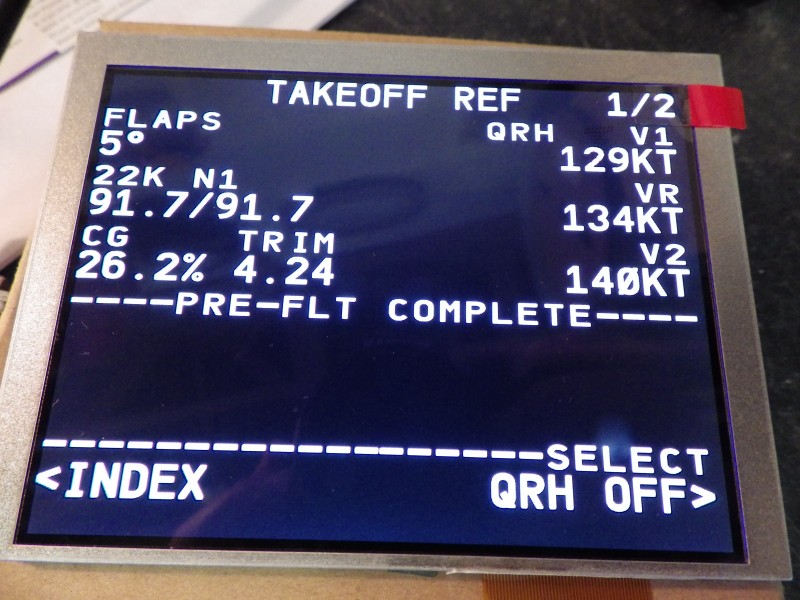 TAKEOFF REF 1/2
FLAPS QRH V1
5° 129KT
22K N1 VR
91.7/91.7 134KT
CG TRIM V2
26.2% 4.24 140KT
----PRE-FLT COMPLETE----
------------------SELECT
<INDEX QRH OFF>